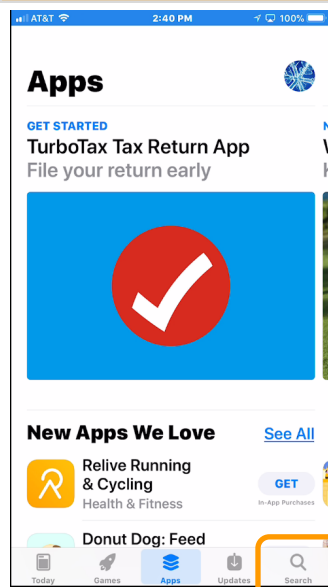 AT&T 2:40 PM 100%
Apps
GET STARTED
TurboTax Tax Return App
File your return early
New Apps We Love See All
Relive Running
& Cycling
Health & Fitness
GET
In-App Purchases
Donut Dog: Feed
Today Games Apps Updates Search